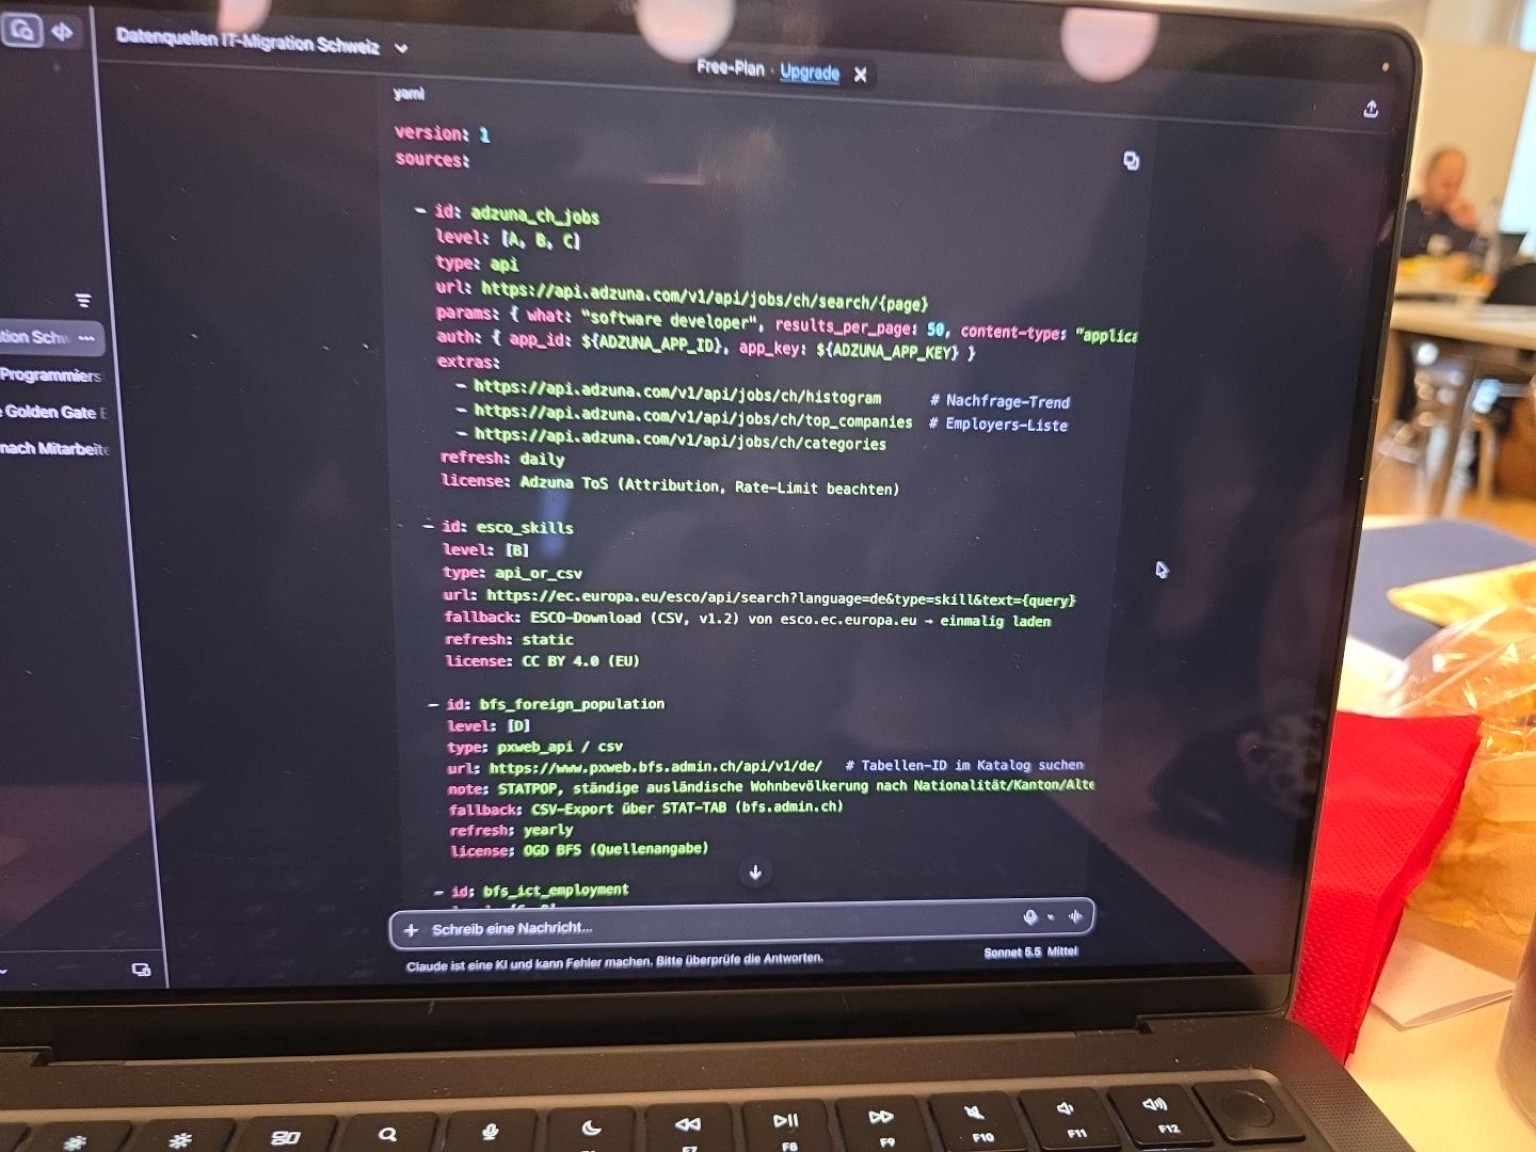 Datenquellen IT-Migration Schweiz
Free-Plan · Upgrade
yaml
version: 1
sources:
- id: adzuna_ch_jobs
level: [A, B, C]
type: api
url: https://api.adzuna.com/v1/api/jobs/ch/search/{page}
params: { what: "software developer", results_per_page: 50, content-type: "applica
auth: { app_id: ${ADZUNA_APP_ID}, app_key: ${ADZUNA_APP_KEY} }
extras:
- https://api.adzuna.com/v1/api/jobs/ch/histogram # Nachfrage-Trend
- https://api.adzuna.com/v1/api/jobs/ch/top_companies # Employers-Liste
- https://api.adzuna.com/v1/api/jobs/ch/categories
refresh: daily
license: Adzuna ToS (Attribution, Rate-Limit beachten)
- id: esco_skills
level: [B]
type: api_or_csv
url: https://ec.europa.eu/esco/api/search?language=de&type=skill&text={query}
fallback: ESCO-Download (CSV, v1.2) von esco.ec.europa.eu → einmalig laden
refresh: static
license: CC BY 4.0 (EU)
- id: bfs_foreign_population
level: [D]
type: pxweb_api / csv
url: https://www.pxweb.bfs.admin.ch/api/v1/de/ # Tabellen-ID im Katalog suchen
note: STATPOP, ständige ausländische Wohnbevölkerung nach Nationalität/Kanton/Alte
fallback: CSV-Export über STAT-TAB (bfs.admin.ch)
refresh: yearly
license: OGD BFS (Quellenangabe)
- id: bfs_ict_employment
tion Schw ...
Programmiers
Golden Gate
nach Mitarbeite
Schreib eine Nachricht...
Claude ist eine KI und kann Fehler machen. Bitte überprüfe die Antworten.
Sonnet 5.5 Mittel
F7
F8
F9
F10
F11
F12